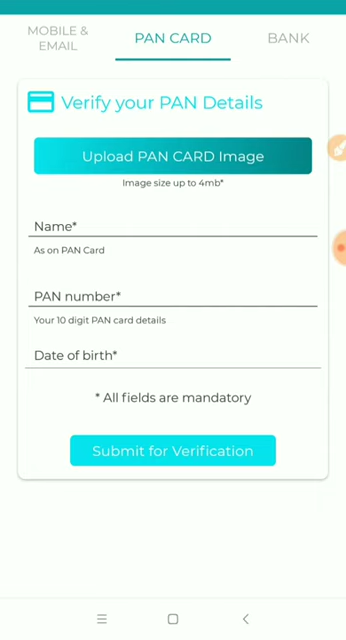 MOBILE &
EMAIL
PAN CARD
BANK
Verify your PAN Details
Upload PAN CARD Image
Image size up to 4mb*
Name*
As on PAN Card
PAN number*
Your 10 digit PAN card details
Date of birth*
* All fields are mandatory
Submit for Verification